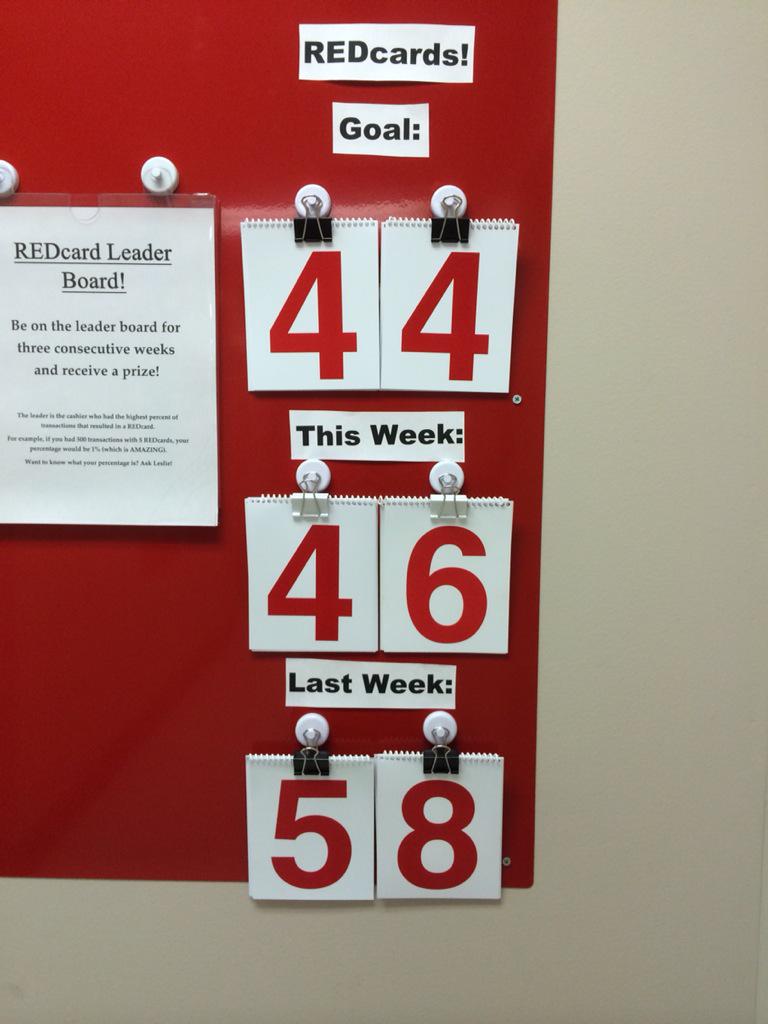 REDcards!
Goal:
44
This Week:
46
Last Week:
58
REDcard Leader
Board!
Be on the leader board for
three consecutive weeks
and receive a prize!
The leader is the cashier who had the highest percent of
transactions that resulted in a REDcard.
For example, if you had 500 transactions with 5 REDcards, your
percentage would be 1% (which is AMAZING).
Want to know what your percentage is? Ask Leslie!